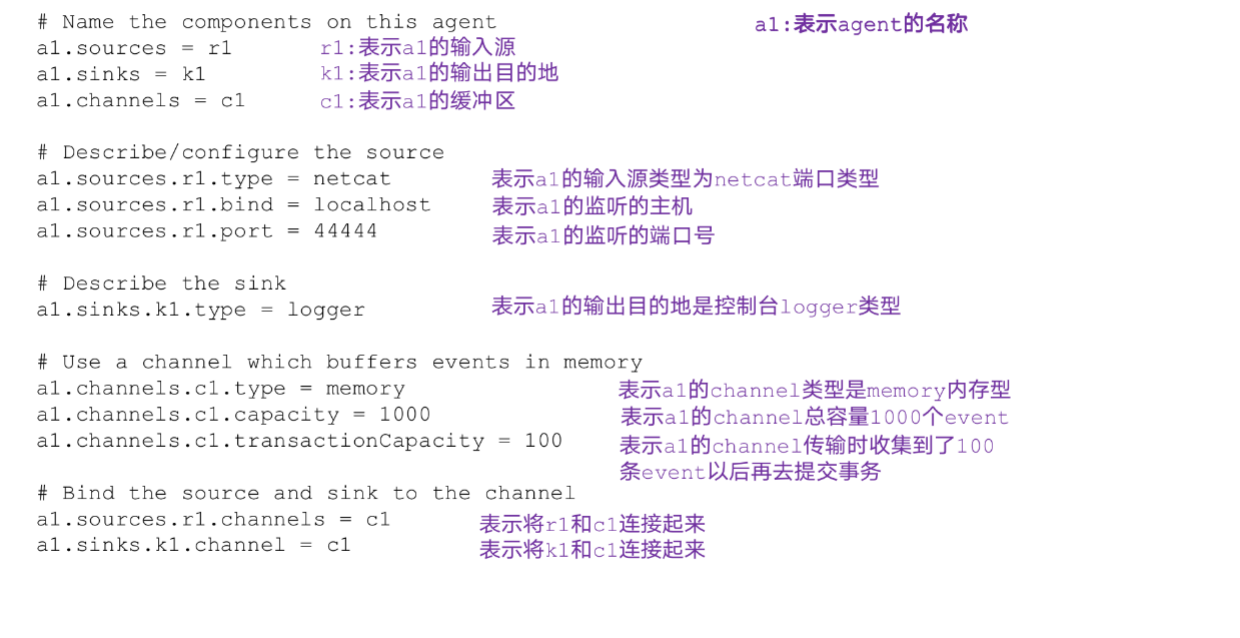 # Name the components on this agent a1:表示agent的名称
a1.sources = r1 r1:表示a1的输入源
a1.sinks = k1 k1:表示a1的输出目的地
a1.channels = c1 c1:表示a1的缓冲区
# Describe/configure the source
a1.sources.r1.type = netcat 表示a1的输入源类型为netcat端口类型
a1.sources.r1.bind = localhost 表示a1的监听的主机
a1.sources.r1.port = 44444 表示a1的监听的端口号
# Describe the sink
a1.sinks.k1.type = logger 表示a1的输出目的地是控制台logger类型
# Use a channel which buffers events in memory
a1.channels.c1.type = memory 表示a1的channel类型是memory内存型
a1.channels.c1.capacity = 1000 表示a1的channel总容量1000个event
a1.channels.c1.transactionCapacity = 100 表示a1的channel传输时收集到了100
条event以后再去提交事务
# Bind the source and sink to the channel
a1.sources.r1.channels = c1 表示将r1和c1连接起来
a1.sinks.k1.channel = c1 表示将k1和c1连接起来